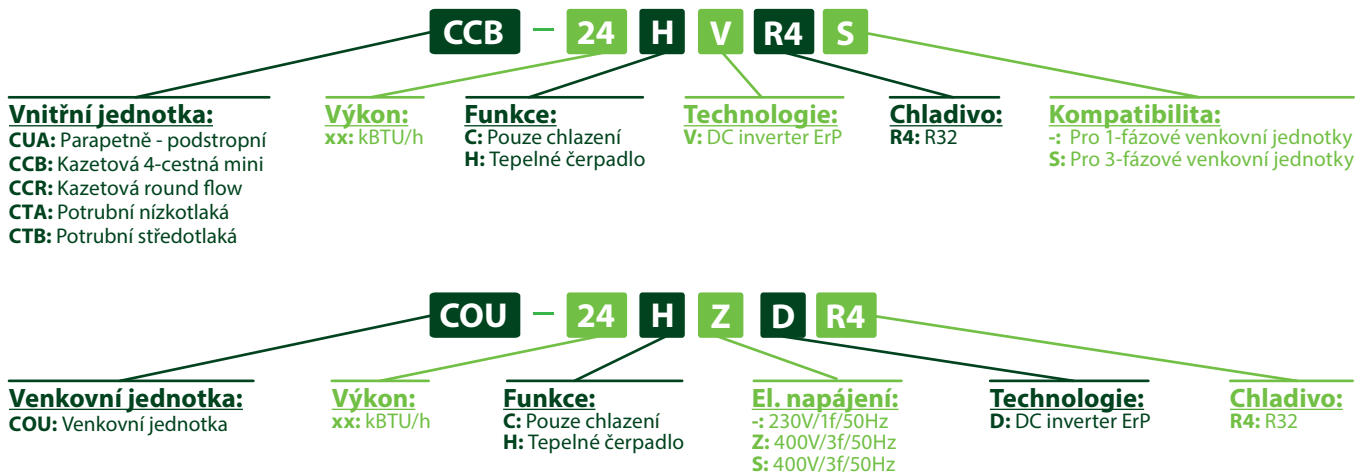 CCB – 24 H V R4 S
Vnitřní jednotka:
CUA: Parapetně - podstropní
CCB: Kazetová 4-cestná mini
CCR: Kazetová round flow
CTA: Potrubní nízkotlaká
CTB: Potrubní středotlaká
Výkon:
xx: kBTU/h
Funkce:
C: Pouze chlazení
H: Tepelné čerpadlo
Technologie:
V: DC inverter ErP
Chladivo:
R4: R32
Kompatibilita:
-: Pro 1-fázové venkovní jednotky
S: Pro 3-fázové venkovní jednotky
COU – 24 H Z D R4
Venkovní jednotka:
COU: Venkovní jednotka
Výkon:
xx: kBTU/h
Funkce:
C: Pouze chlazení
H: Tepelné čerpadlo
El. napájení:
-: 230V/1f/50Hz
Z: 400V/3f/50Hz
S: 400V/3f/50Hz
Technologie:
D: DC inverter ErP
Chladivo:
R4: R32